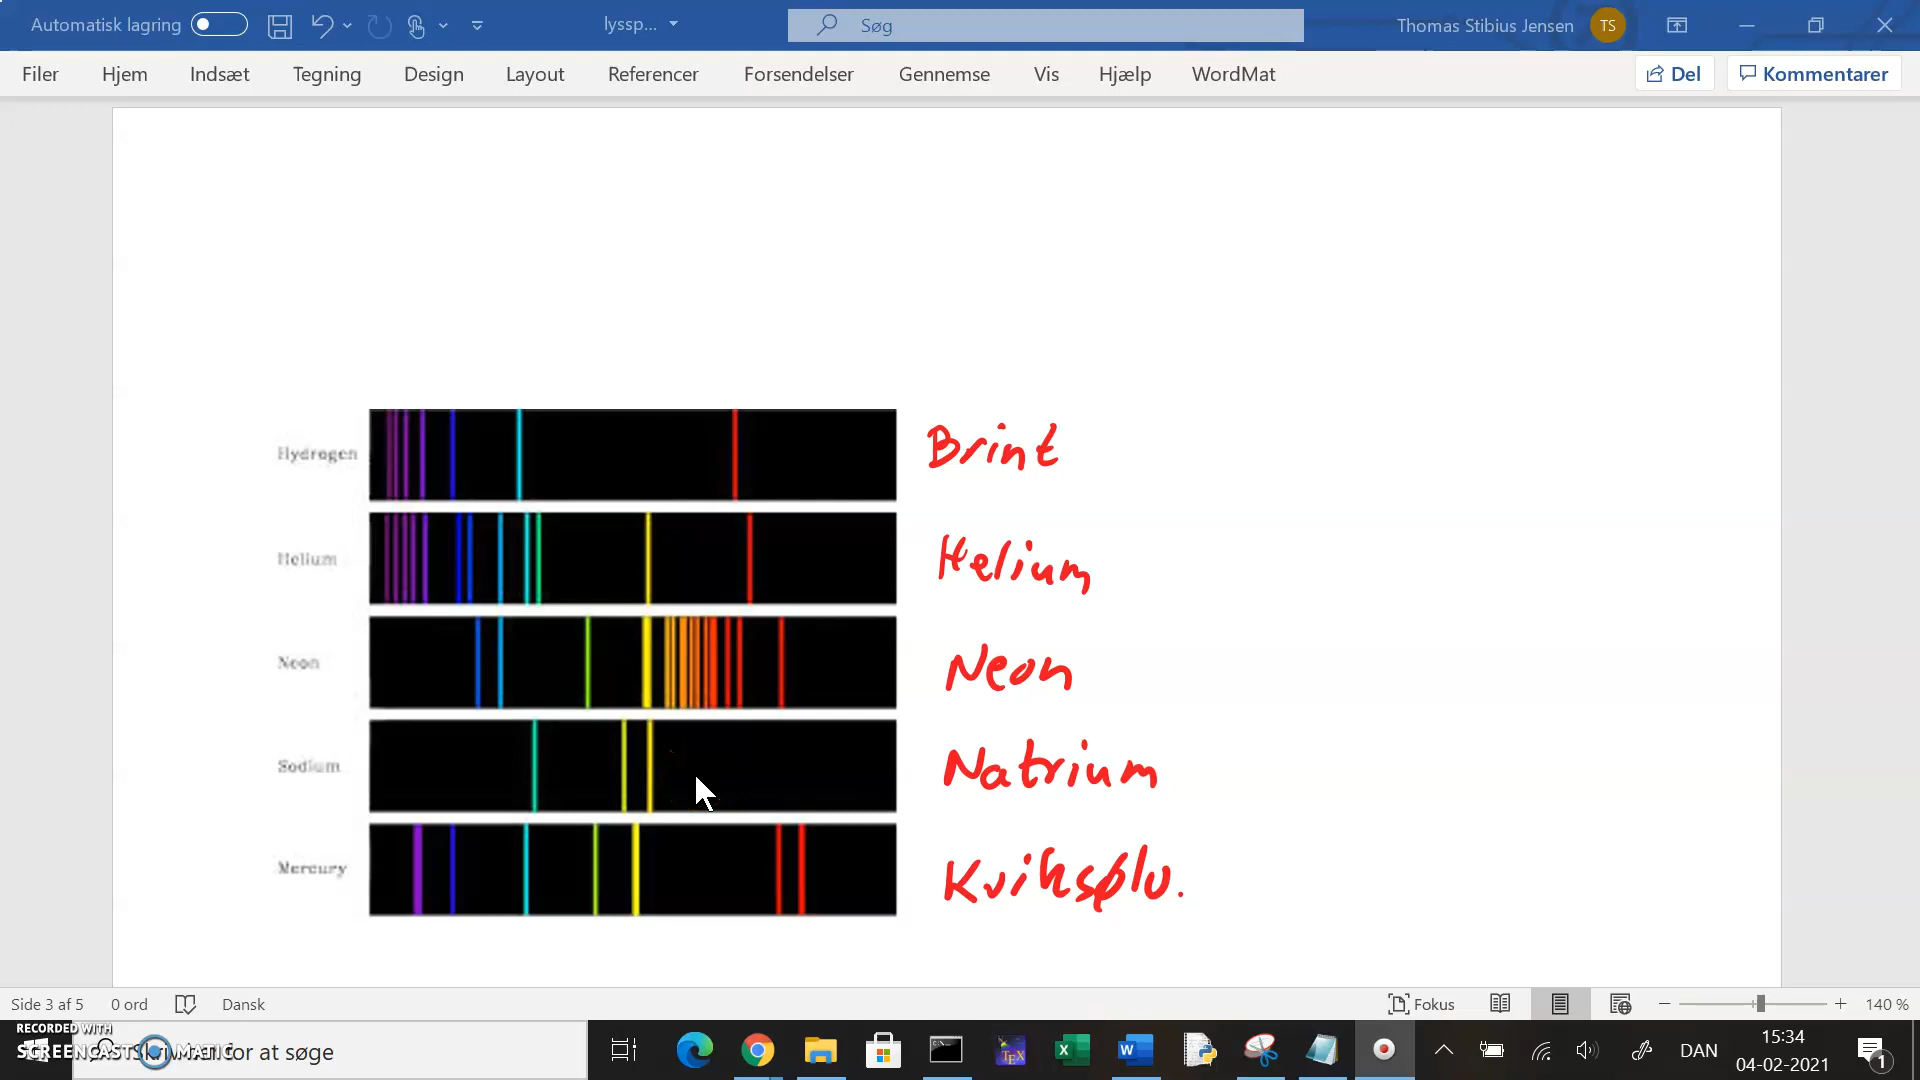 Automatisk lagring
lyssp...
Søg
Thomas Stibius Jensen
TS
Filer Hjem Indsæt Tegning Design Layout Referencer Forsendelser Gennemse Vis Hjælp WordMat
Del
Kommentarer
Hydrogen
Brint
Helium
Helium
Neon
Neon
Sodium
Natrium
Mercury
Kviksølv.
Side 3 af 5
0 ord
Dansk
Fokus
140 %
RECORDED WITH
SCREENCAST MATIC
for at søge
TEX
X
W
DAN
15:34
04-02-2021
1